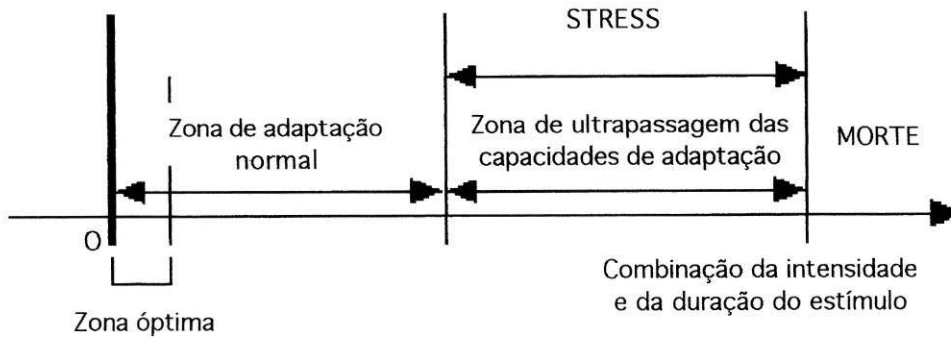 STRESS
Zona de adaptação
normal
Zona de ultrapassagem das
capacidades de adaptação
MORTE
O
Combinação da intensidade
e da duração do estímulo
Zona óptima